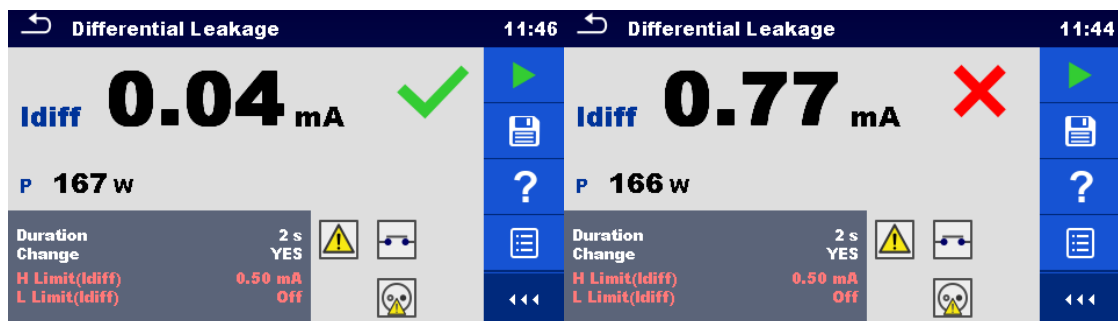 Differential Leakage 11:46
Idiff 0.04 mA
P 167 W
?
Duration 2 s
Change YES
H Limit(Idiff) 0.50 mA
L Limit(Idiff) Off
Differential Leakage 11:44
Idiff 0.77 mA
P 166 W
?
Duration 2 s
Change YES
H Limit(Idiff) 0.50 mA
L Limit(Idiff) Off